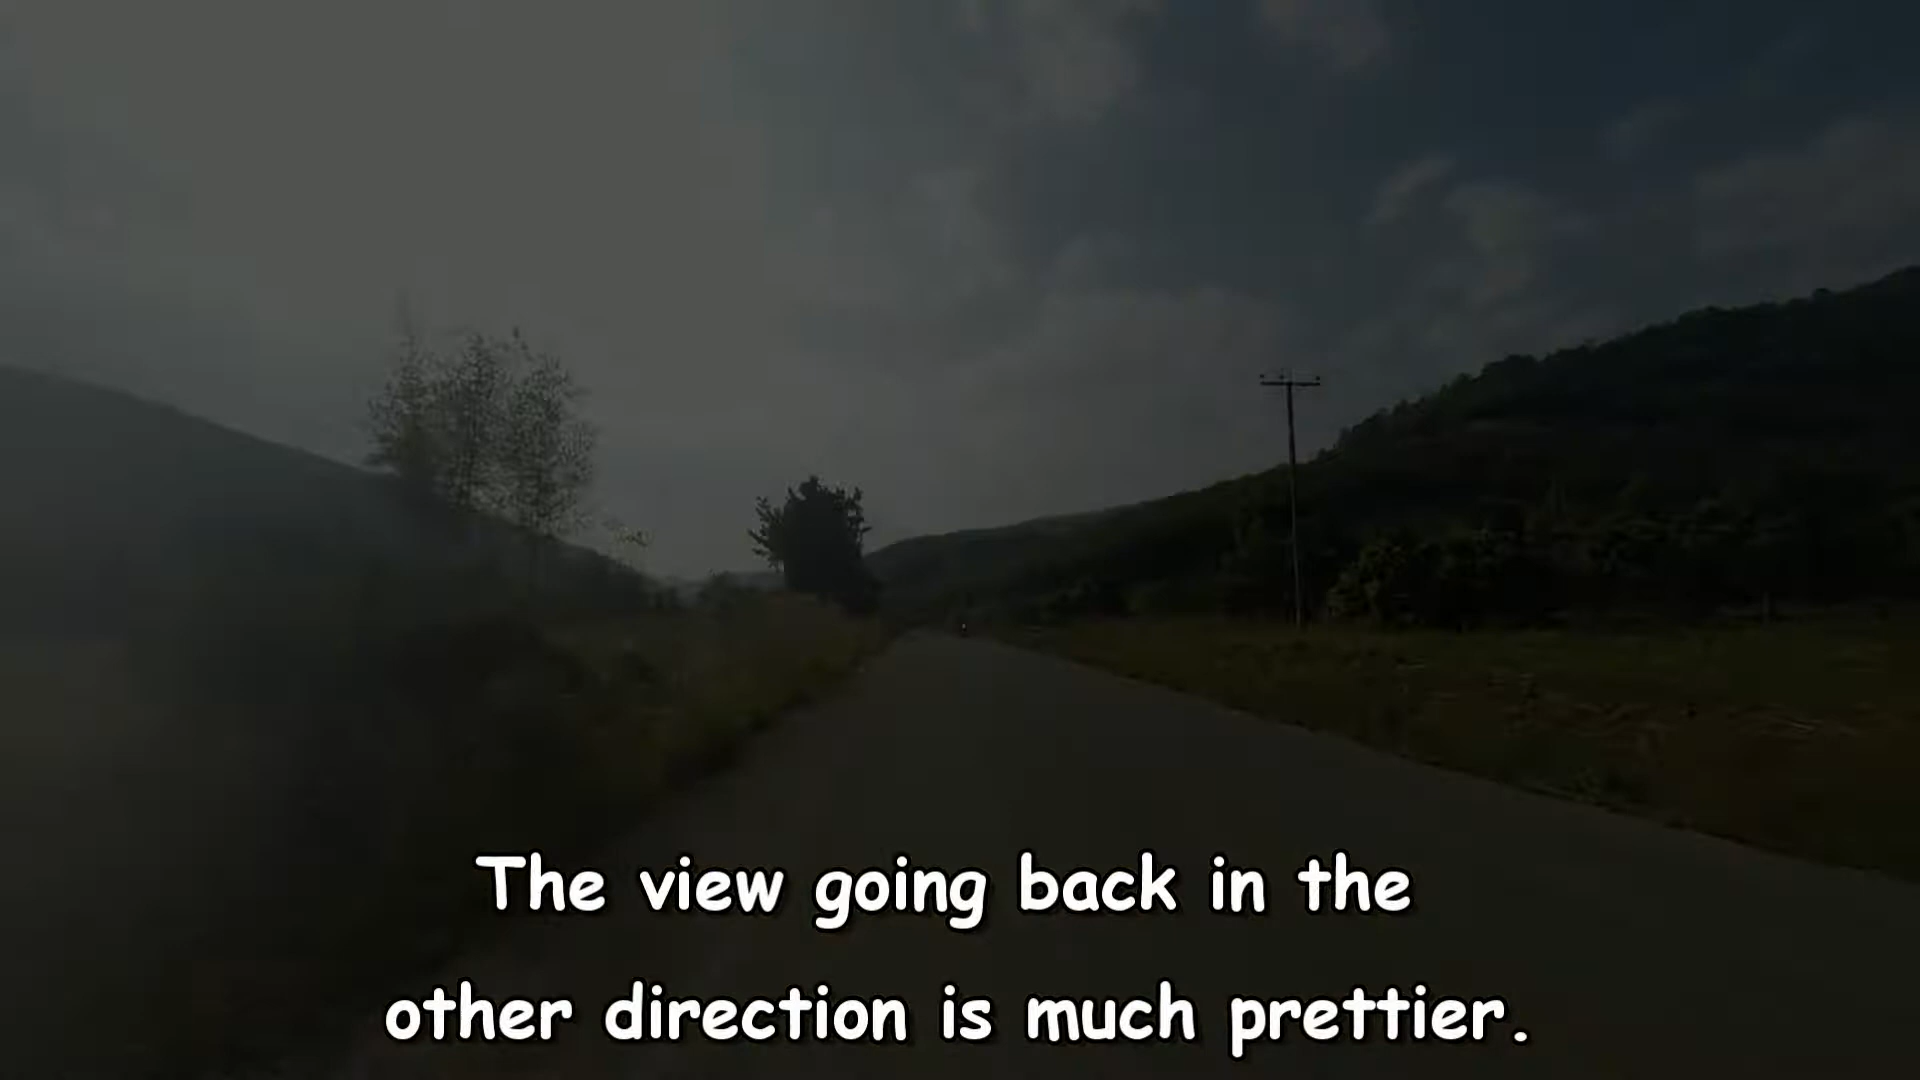 The view going back in the
other direction is much prettier.